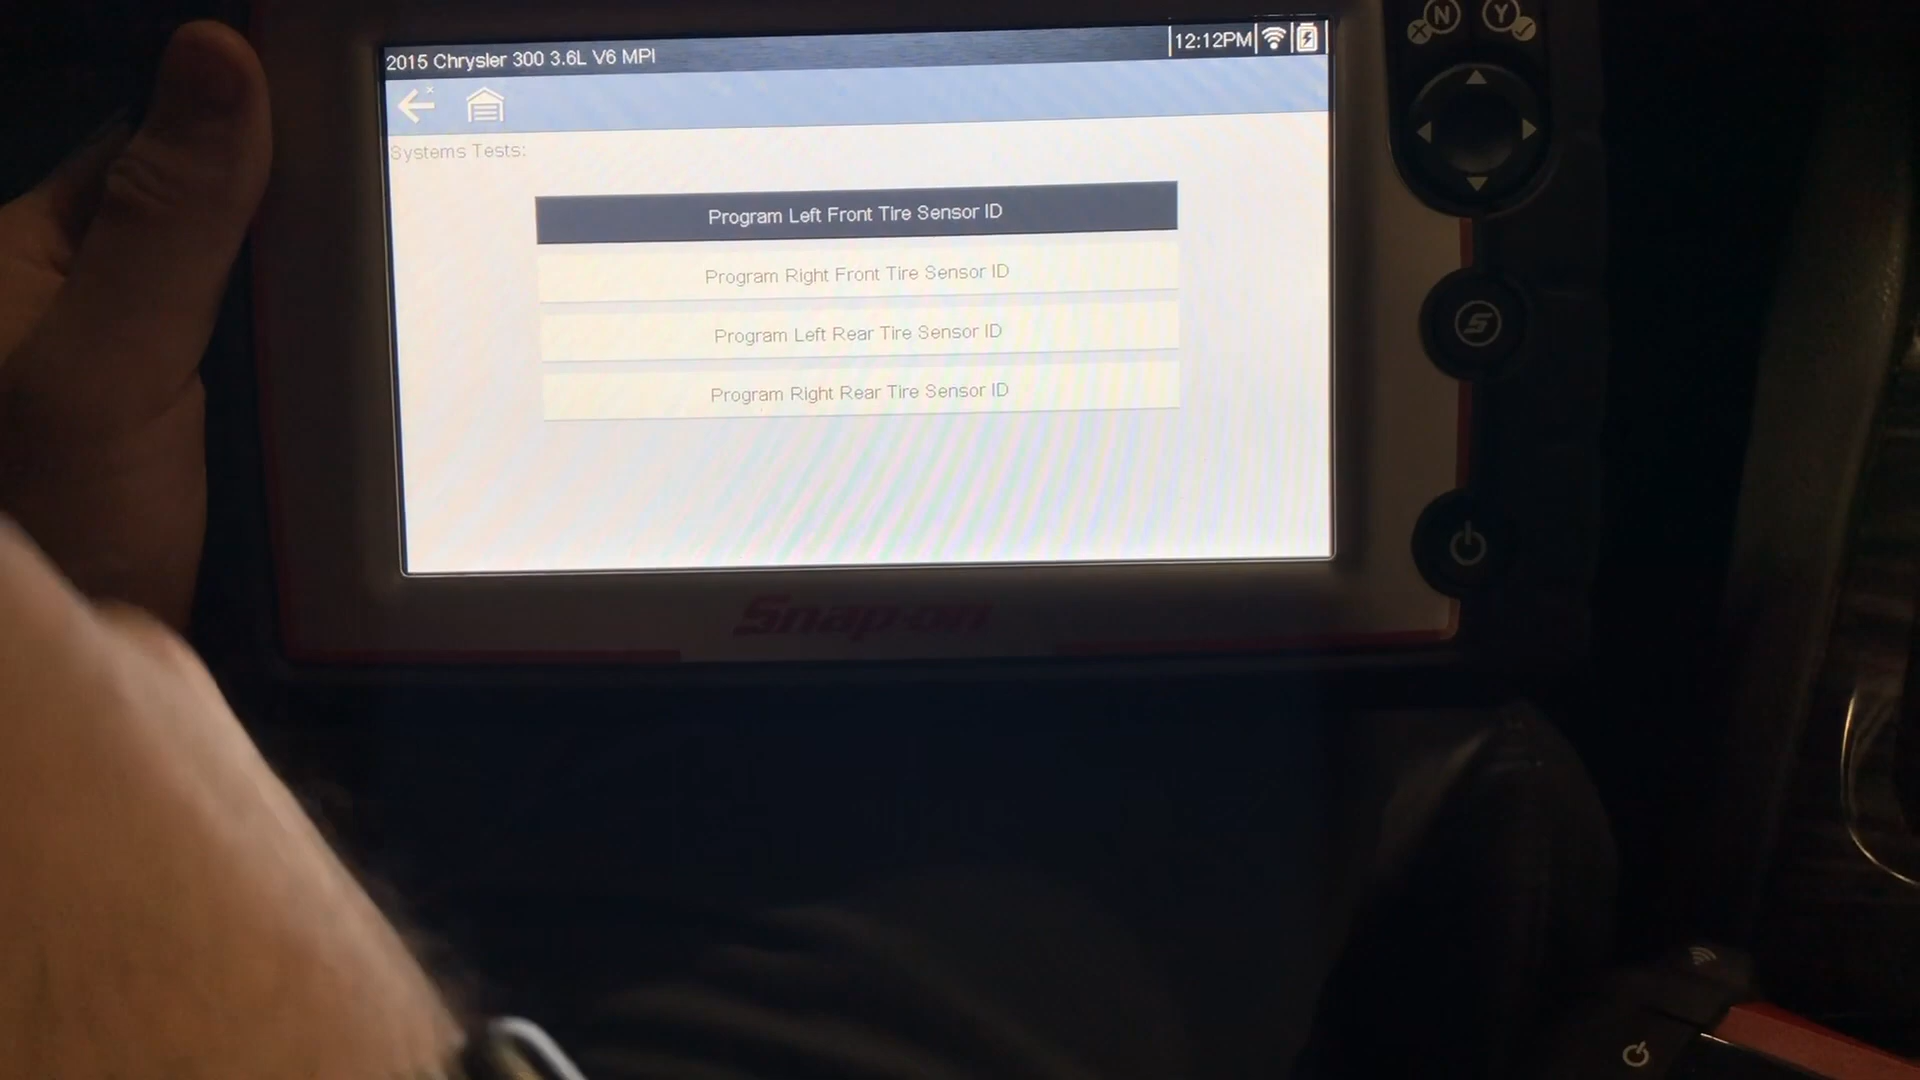 2015 Chrysler 300 3.6L V6 MPI
12:12PM
Systems Tests:
Program Left Front Tire Sensor ID
Program Right Front Tire Sensor ID
Program Left Rear Tire Sensor ID
Program Right Rear Tire Sensor ID
Snap-on
N
Y
S